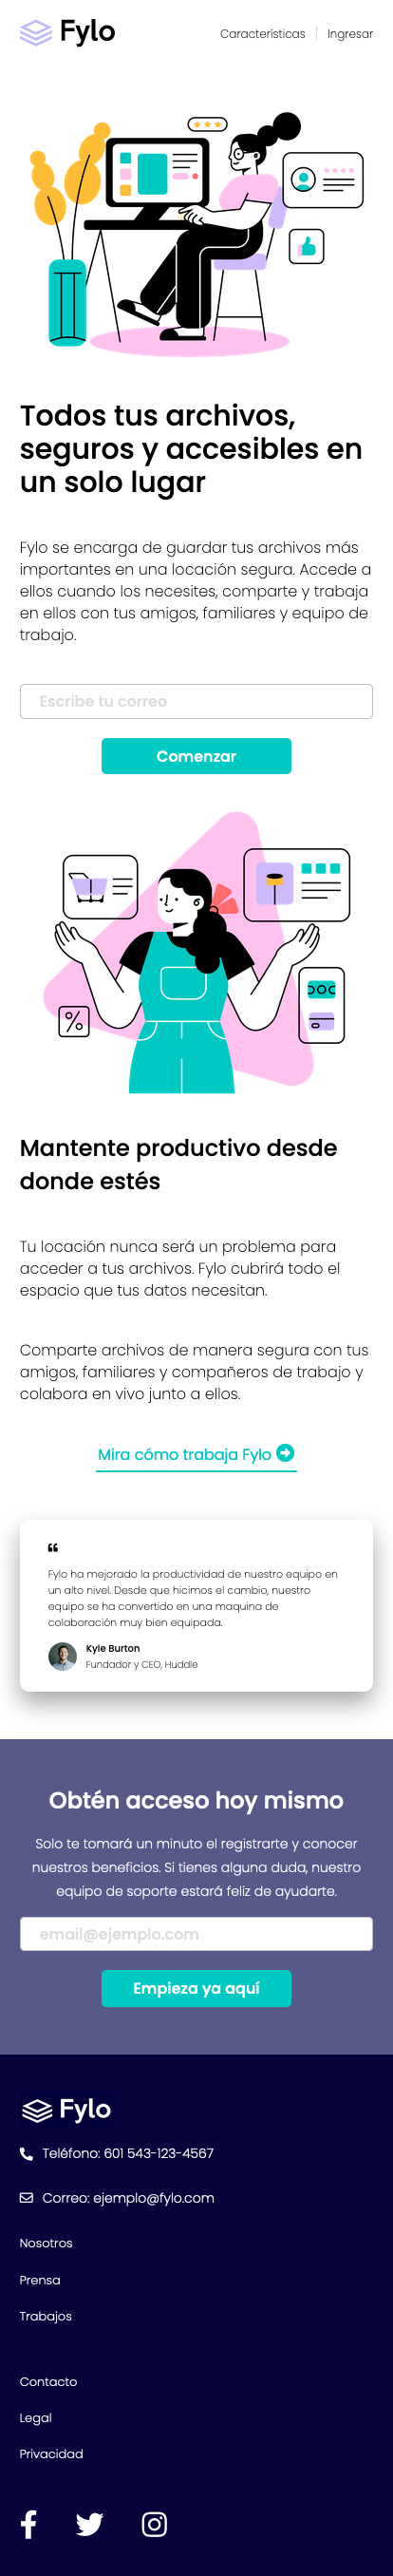 Fylo
Características
Ingresar
Todos tus archivos,
seguros y accesibles en
un solo lugar
Fylo se encarga de guardar tus archivos más
importantes en una locación segura. Accede a
ellos cuando los necesites, comparte y trabaja
en ellos con tus amigos, familiares y equipo de
trabajo.
Escribe tu correo
Comenzar
%
Mantente productivo desde
donde estés
Tu locación nunca será un problema para
acceder a tus archivos. Fylo cubrirá todo el
espacio que tus datos necesitan.
Comparte archivos de manera segura con tus
amigos, familiares y compañeros de trabajo y
colabora en vivo junto a ellos.
Mira cómo trabaja Fylo
“
Fylo ha mejorado la productividad de nuestro equipo en
un alto nivel. Desde que hicimos el cambio, nuestro
equipo se ha convertido en una maquina de
colaboración muy bien equipada.
Kyle Burton
Fundador y CEO, Huddle
Obtén acceso hoy mismo
Solo te tomará un minuto el registrarte y conocer
nuestros beneficios. Si tienes alguna duda, nuestro
equipo de soporte estará feliz de ayudarte.
email@ejemplo.com
Empieza ya aquí
Fylo
Teléfono: 601 543-123-4567
Correo: ejemplo@fylo.com
Nosotros
Prensa
Trabajos
Contacto
Legal
Privacidad